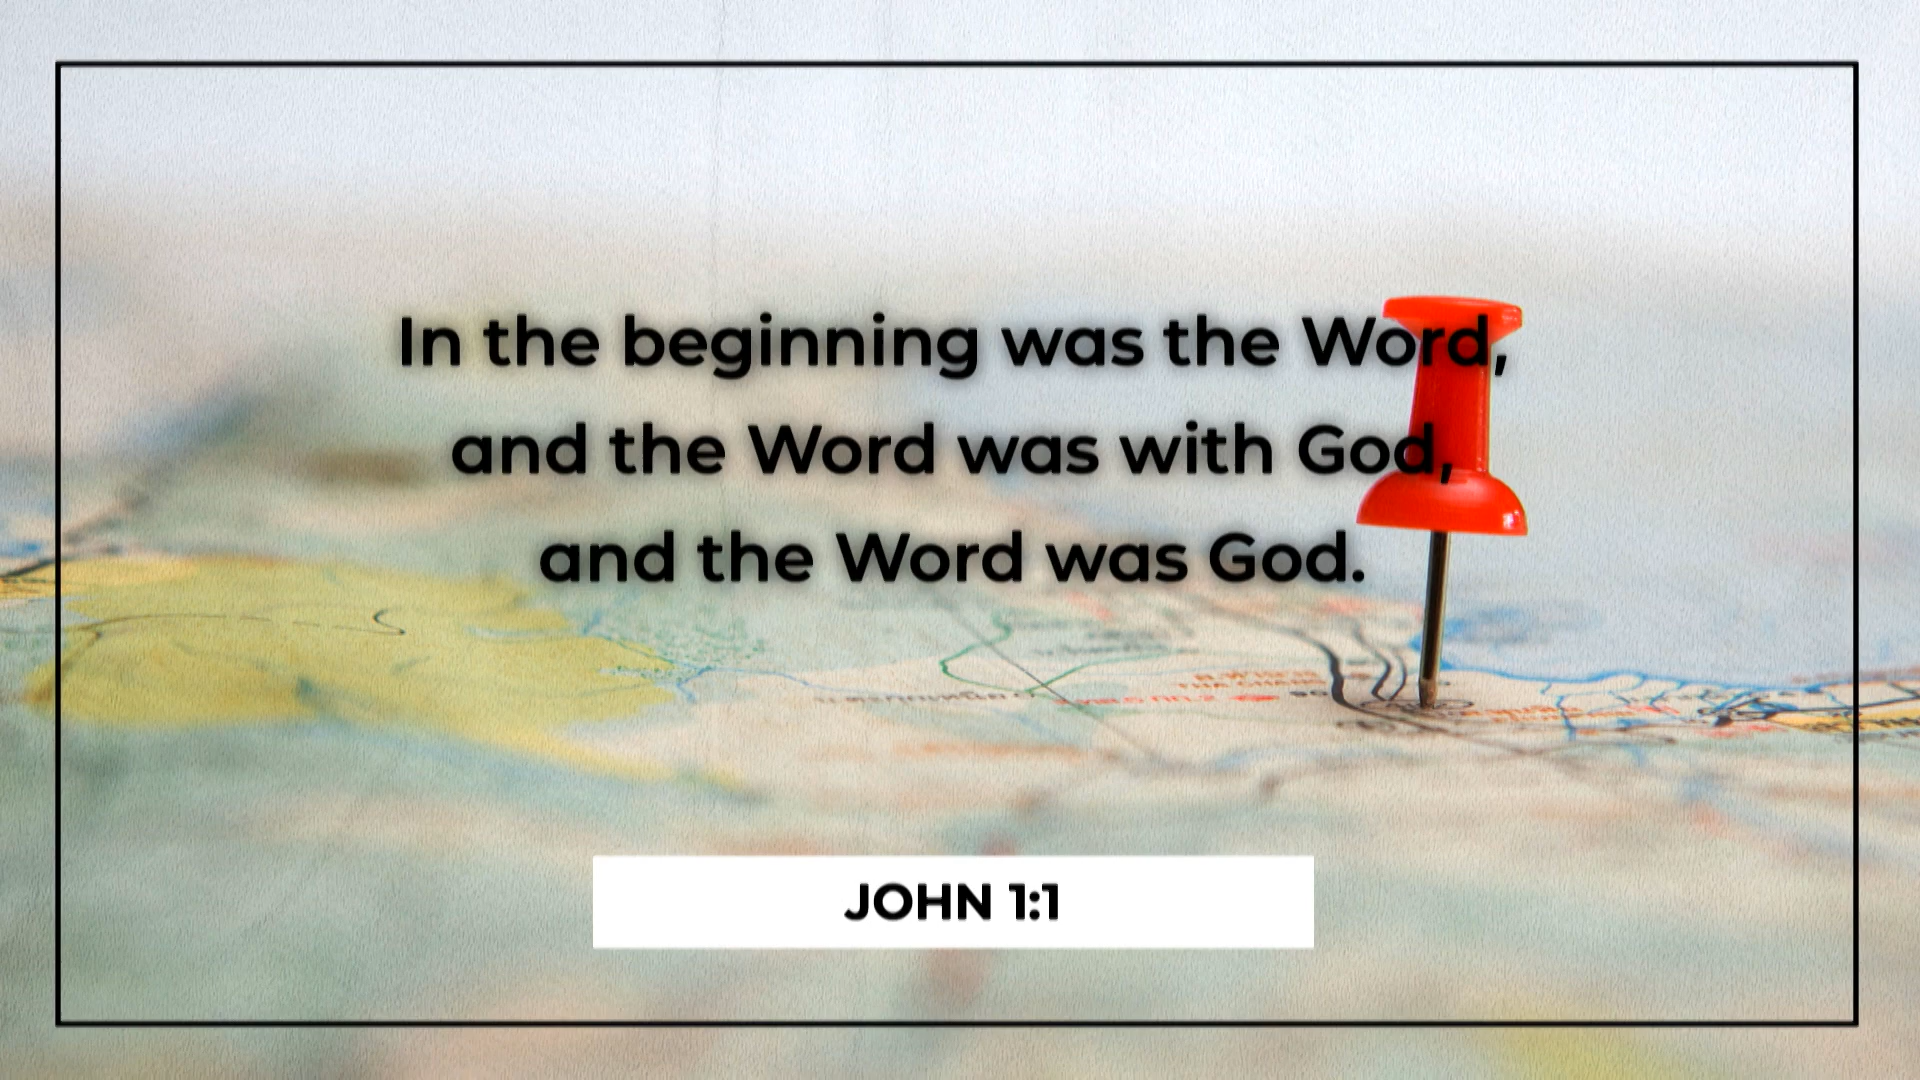 In the beginning was the Word,
and the Word was with God,
and the Word was God.
JOHN 1:1